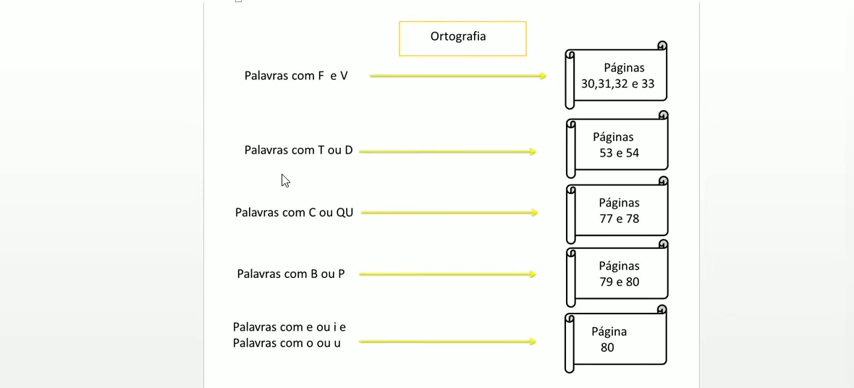 Ortografia
Palavras com F e V
Páginas
30,31,32 e 33
Palavras com T ou D
Páginas
53 e 54
Palavras com C ou QU
Páginas
77 e 78
Palavras com B ou P
Páginas
79 e 80
Palavras com e ou i e
Palavras com o ou u
Página
80